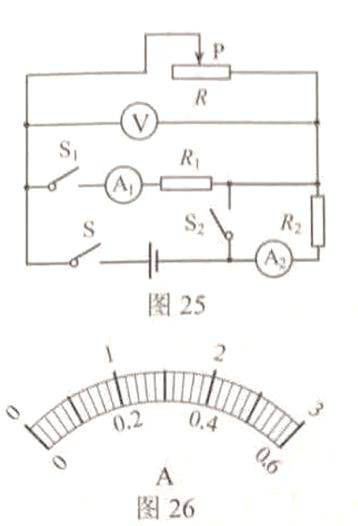 P
R
V
S₁
A₁
R₁
S₂
R₂
S
A₂
图 25
0 1 2 3
0 0.2 0.4 0.6
A
图 26